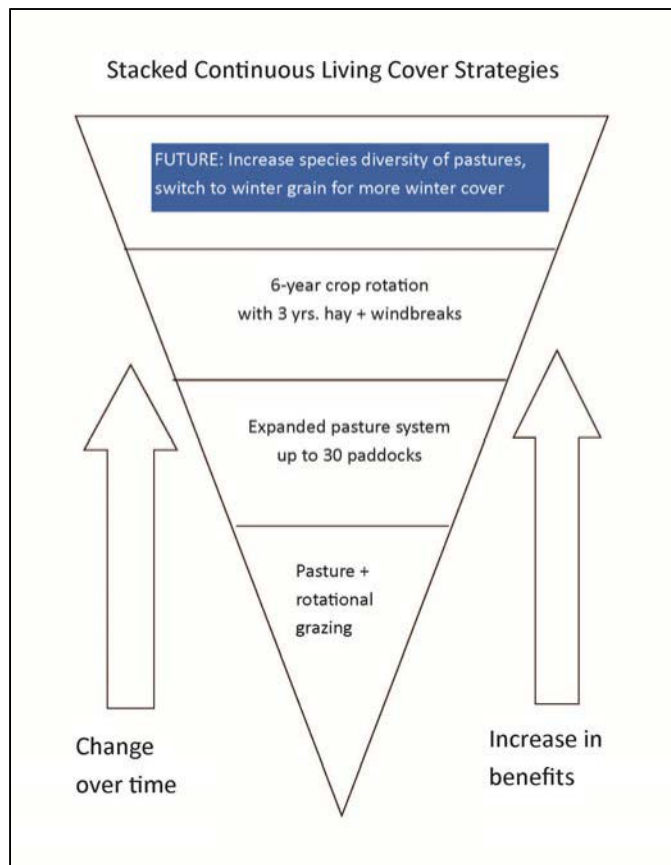 Stacked Continuous Living Cover Strategies
FUTURE: Increase species diversity of pastures,
switch to winter grain for more winter cover
6-year crop rotation
with 3 yrs. hay + windbreaks
Expanded pasture system
up to 30 paddocks
Pasture +
rotational
grazing
Change
over time
Increase in
benefits